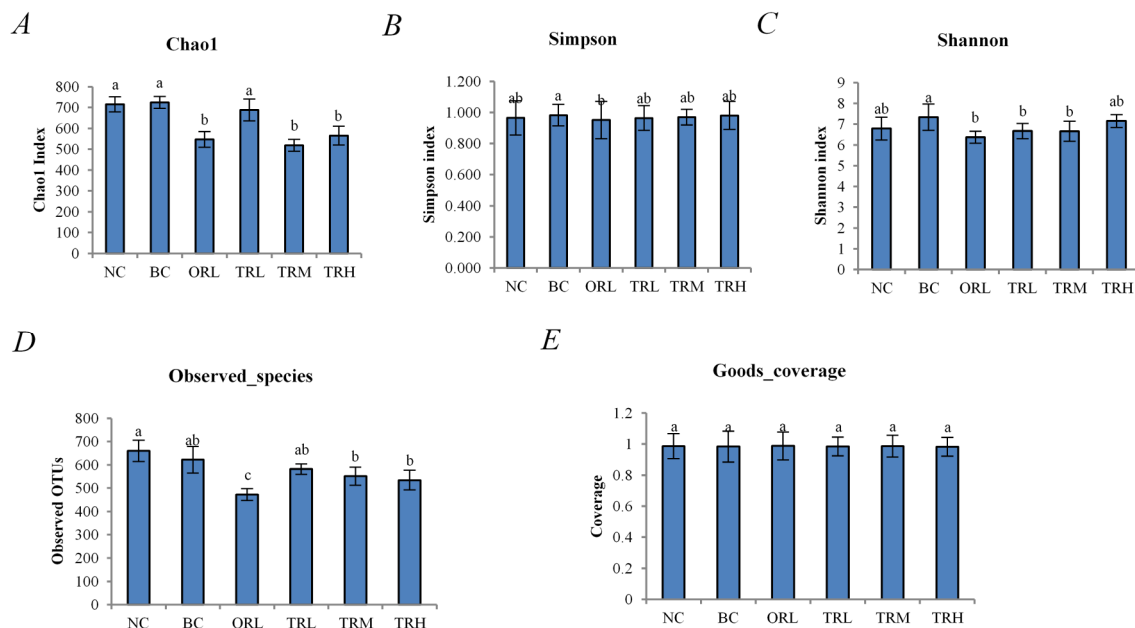 A
Chao1
Chao1 Index
800
700
600
500
400
300
200
100
0
a a b a b b
NC BC ORL TRL TRM TRH
B
Simpson
Simpson index
1.200
1.000
0.800
0.600
0.400
0.200
0.000
ab a b ab ab ab
NC BC ORL TRL TRM TRH
C
Shannon
Shannon index
9
8
7
6
5
4
3
2
1
0
ab a b b b ab
NC BC ORL TRL TRM TRH
D
Observed_species
Observed OTUs
800
700
600
500
400
300
200
100
0
a ab c ab b b
NC BC ORL TRL TRM TRH
E
Goods_coverage
Coverage
1.2
1
0.8
0.6
0.4
0.2
0
a a a a a a
NC BC ORL TRL TRM TRH